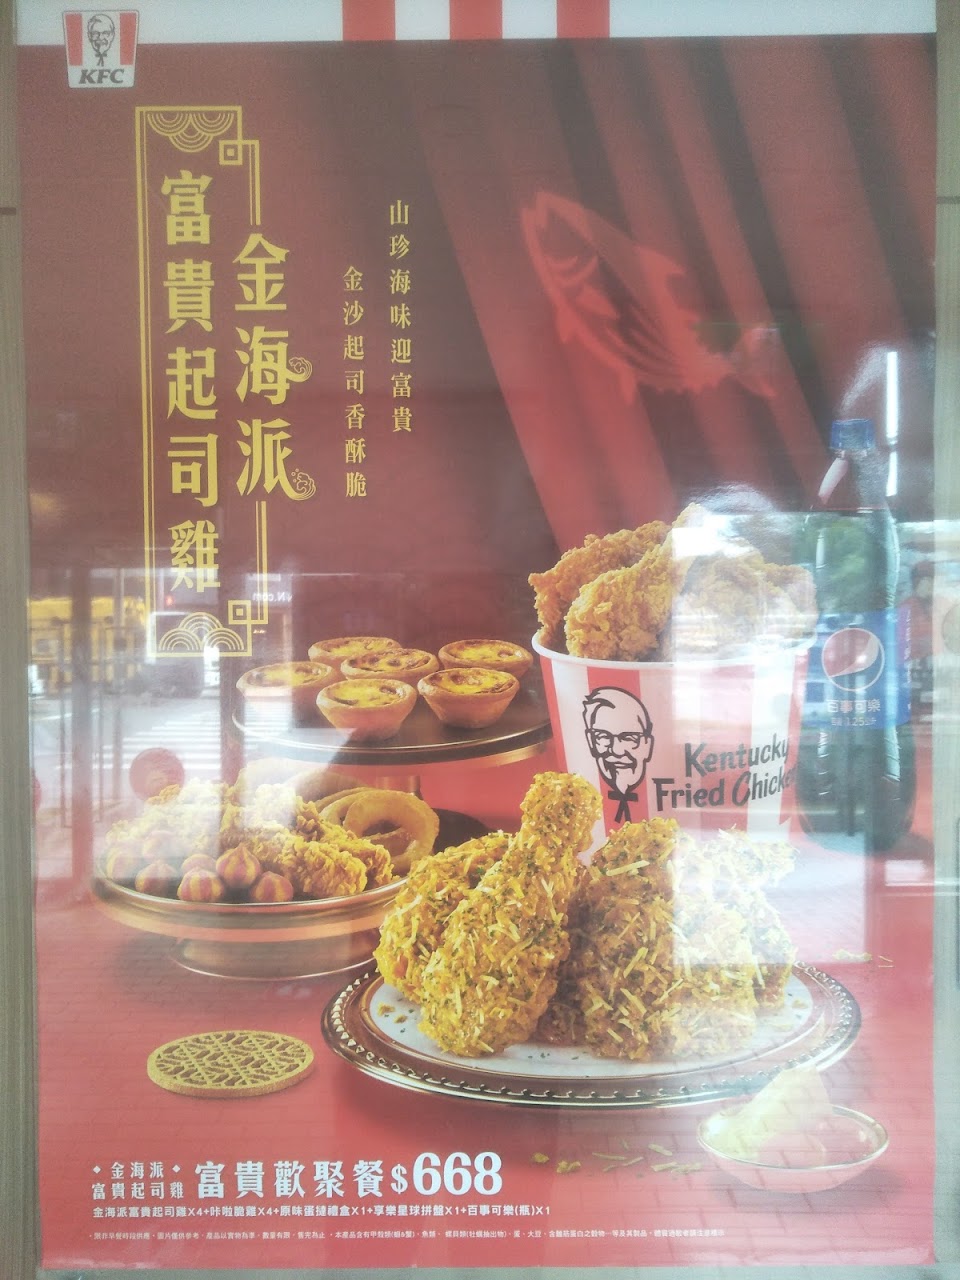 KFC
金海派
富貴起司雞
山珍海味迎富貴
金沙起司香酥脆
Kentucky
Fried Chicken
百事可樂
1.25
金海派
富貴起司雞
富貴歡聚餐$668
金海派富貴起司雞X4+咔啦脆雞X4+原味蛋撻禮盒X1+享樂星球拼盤X1+百事可樂(瓶)X1